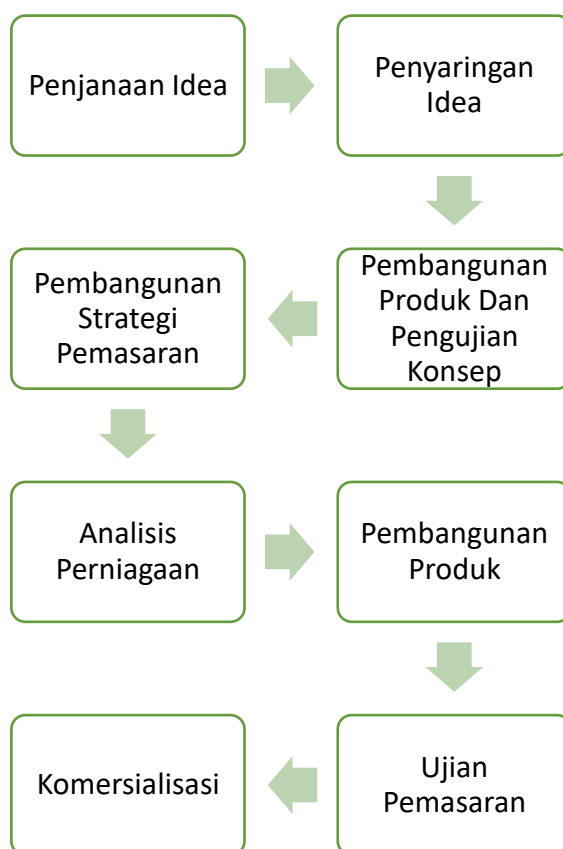 Penjanaan Idea
Penyaringan
Idea
Pembangunan
Produk Dan
Pengujian
Konsep
Pembangunan
Strategi
Pemasaran
Analisis
Perniagaan
Pembangunan
Produk
Ujian
Pemasaran
Komersialisasi